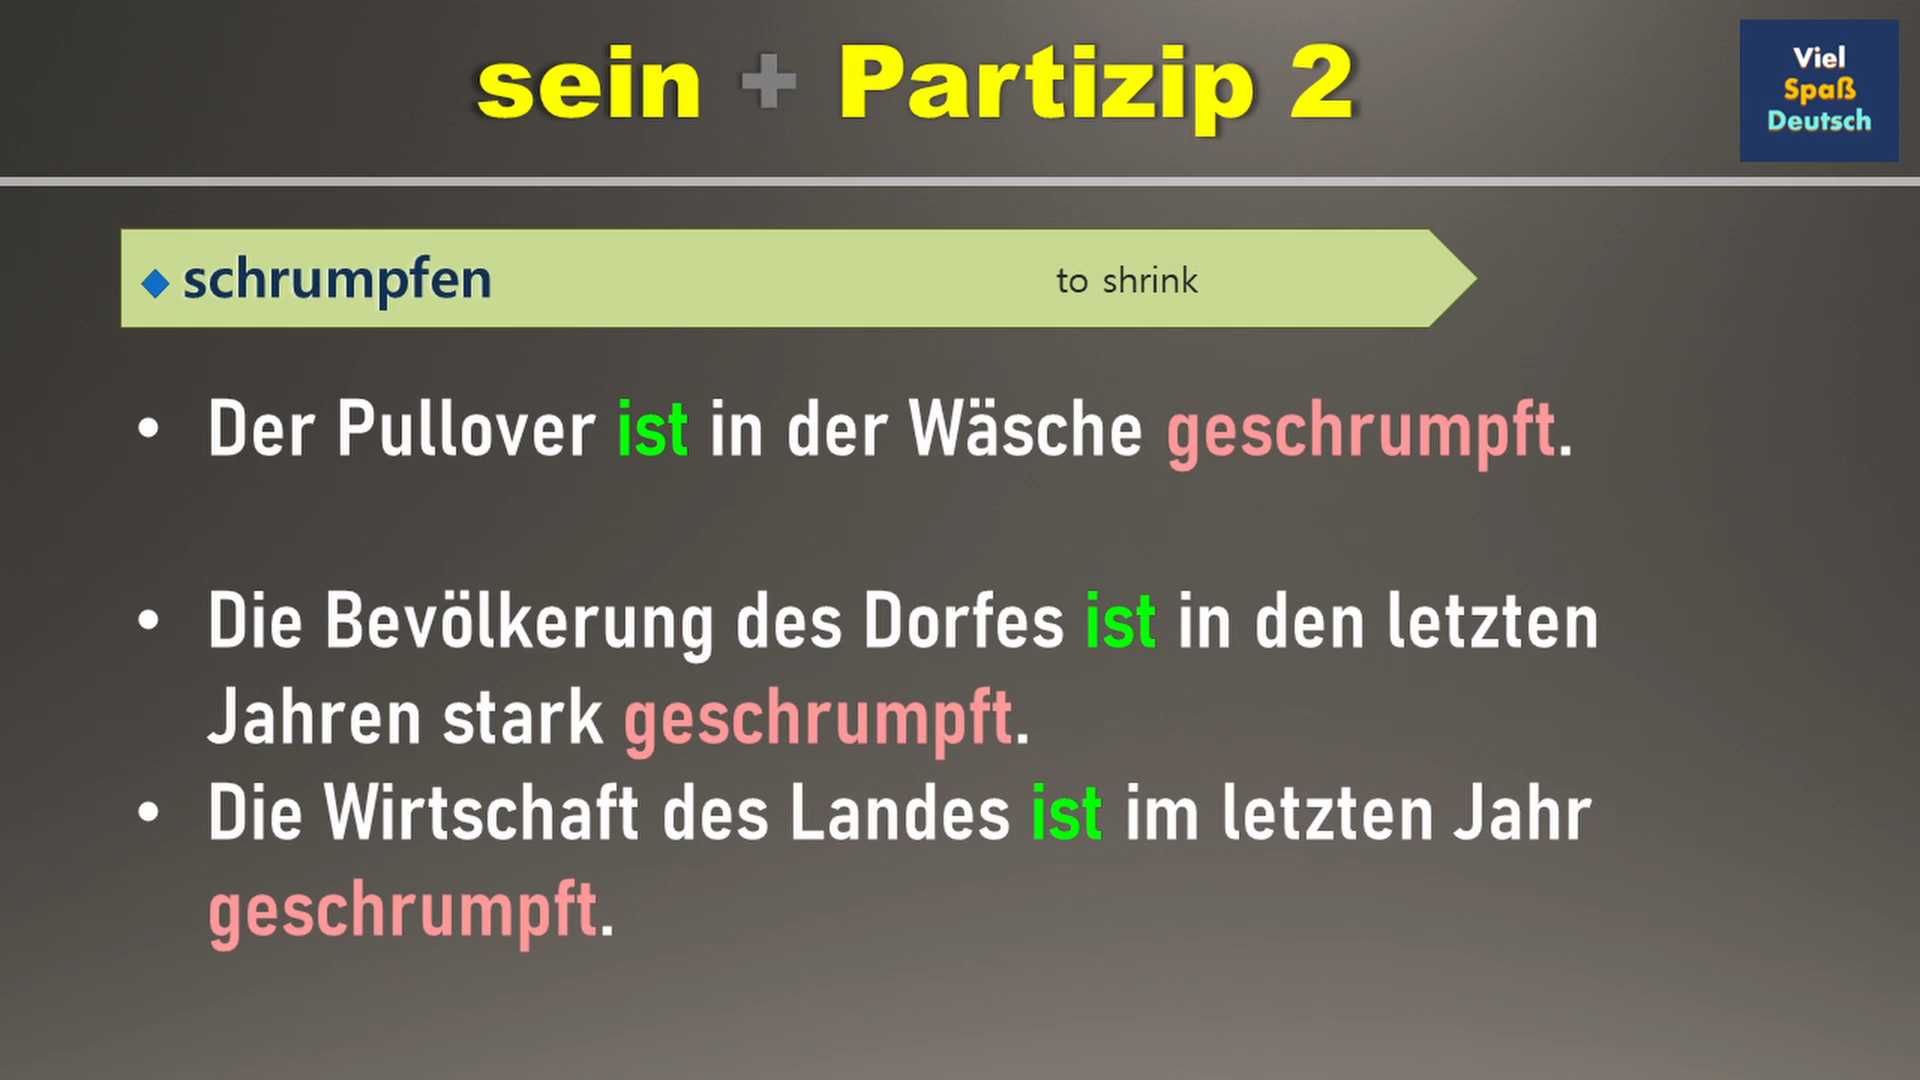 sein + Partizip 2
Viel
Spaß
Deutsch
schrumpfen to shrink
• Der Pullover ist in der Wäsche geschrumpft.
• Die Bevölkerung des Dorfes ist in den letzten
Jahren stark geschrumpft.
• Die Wirtschaft des Landes ist im letzten Jahr
geschrumpft.